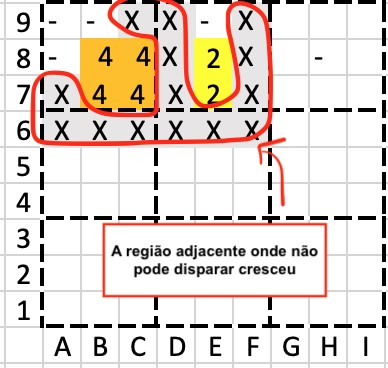 9 - - X X - X
8 4 4 X 2 X -
7 X 4 4 X 2 X
6 X X X X X X
5
4
3
A região adjacente onde não
pode disparar cresceu
2
1
A B C D E F G H I